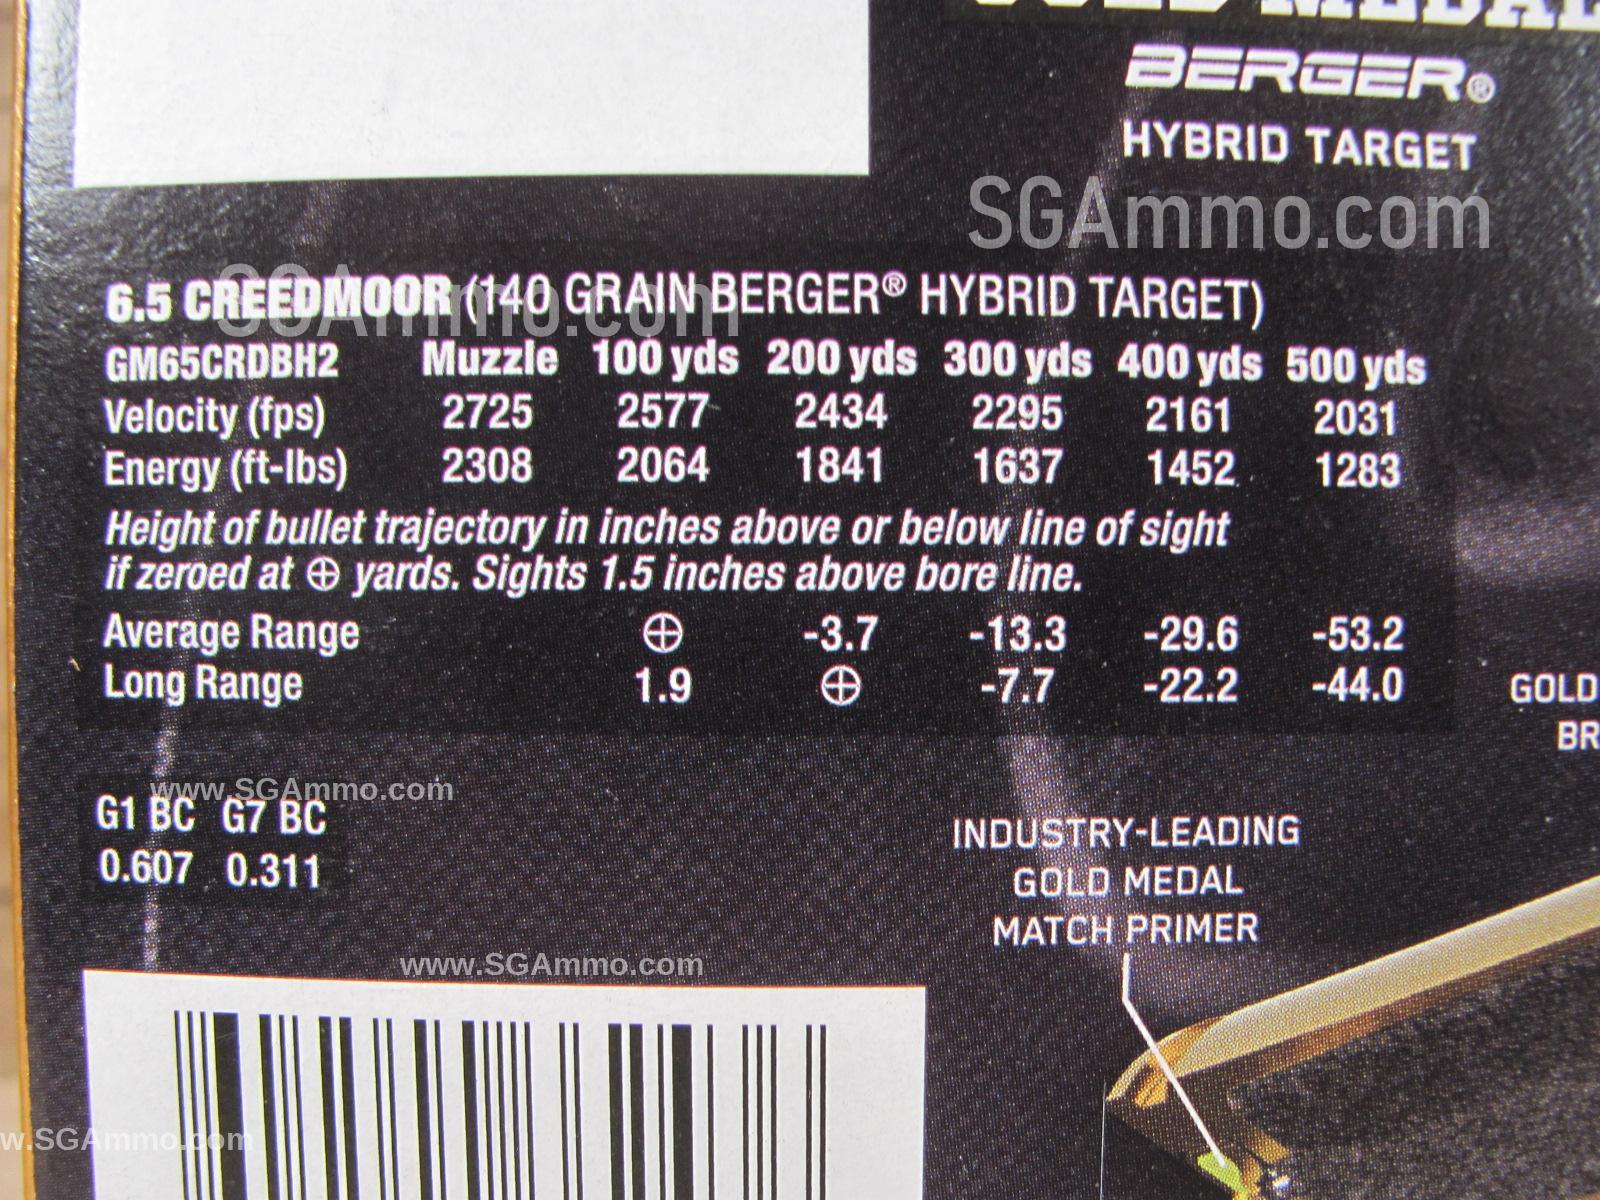 GOLD MEDAL
BERGER®
HYBRID TARGET
SGAmmo.com
6.5 CREEDMOOR (140 GRAIN BERGER® HYBRID TARGET)
SGAmmo.com
GM65CRDBH2 Muzzle 100 yds 200 yds 300 yds 400 yds 500 yds
Velocity (fps) 2725 2577 2434 2295 2161 2031
Energy (ft-lbs) 2308 2064 1841 1637 1452 1283
Height of bullet trajectory in inches above or below line of sight
if zeroed at ⊕ yards. Sights 1.5 inches above bore line.
Average Range ⊕ -3.7 -13.3 -29.6 -53.2
Long Range 1.9 ⊕ -7.7 -22.2 -44.0
GOLD
BR
www.SGAmmo.com
G1 BC G7 BC
0.607 0.311
INDUSTRY-LEADING
GOLD MEDAL
MATCH PRIMER
www.SGAmmo.com
w.SGAmmo.com